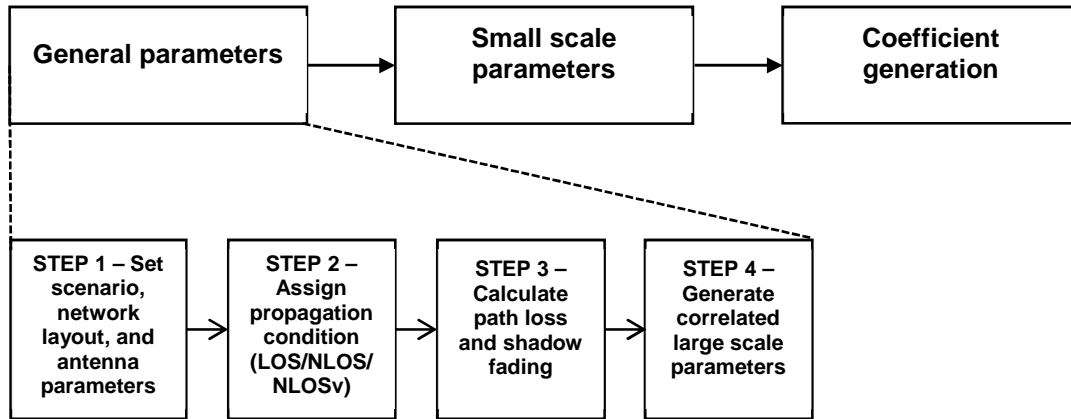 General parameters
Small scale
parameters
Coefficient
generation
STEP 1 – Set
scenario,
network
layout, and
antenna
parameters
STEP 2 –
Assign
propagation
condition
(LOS/NLOS/
NLOSv)
STEP 3 –
Calculate
path loss
and shadow
fading
STEP 4 –
Generate
correlated
large scale
parameters